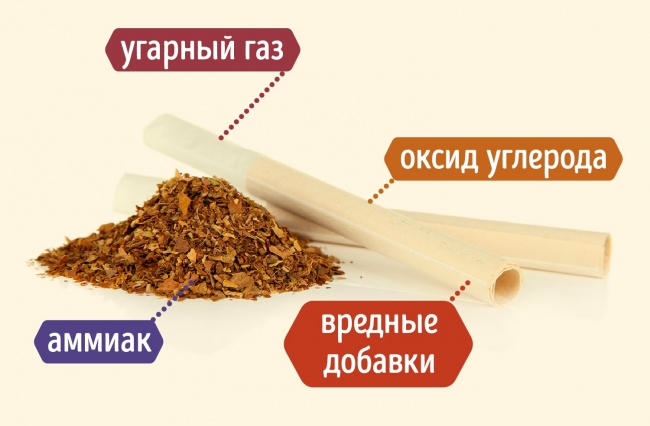 угарный газ
оксид углерода
аммиак
вредные
добавки